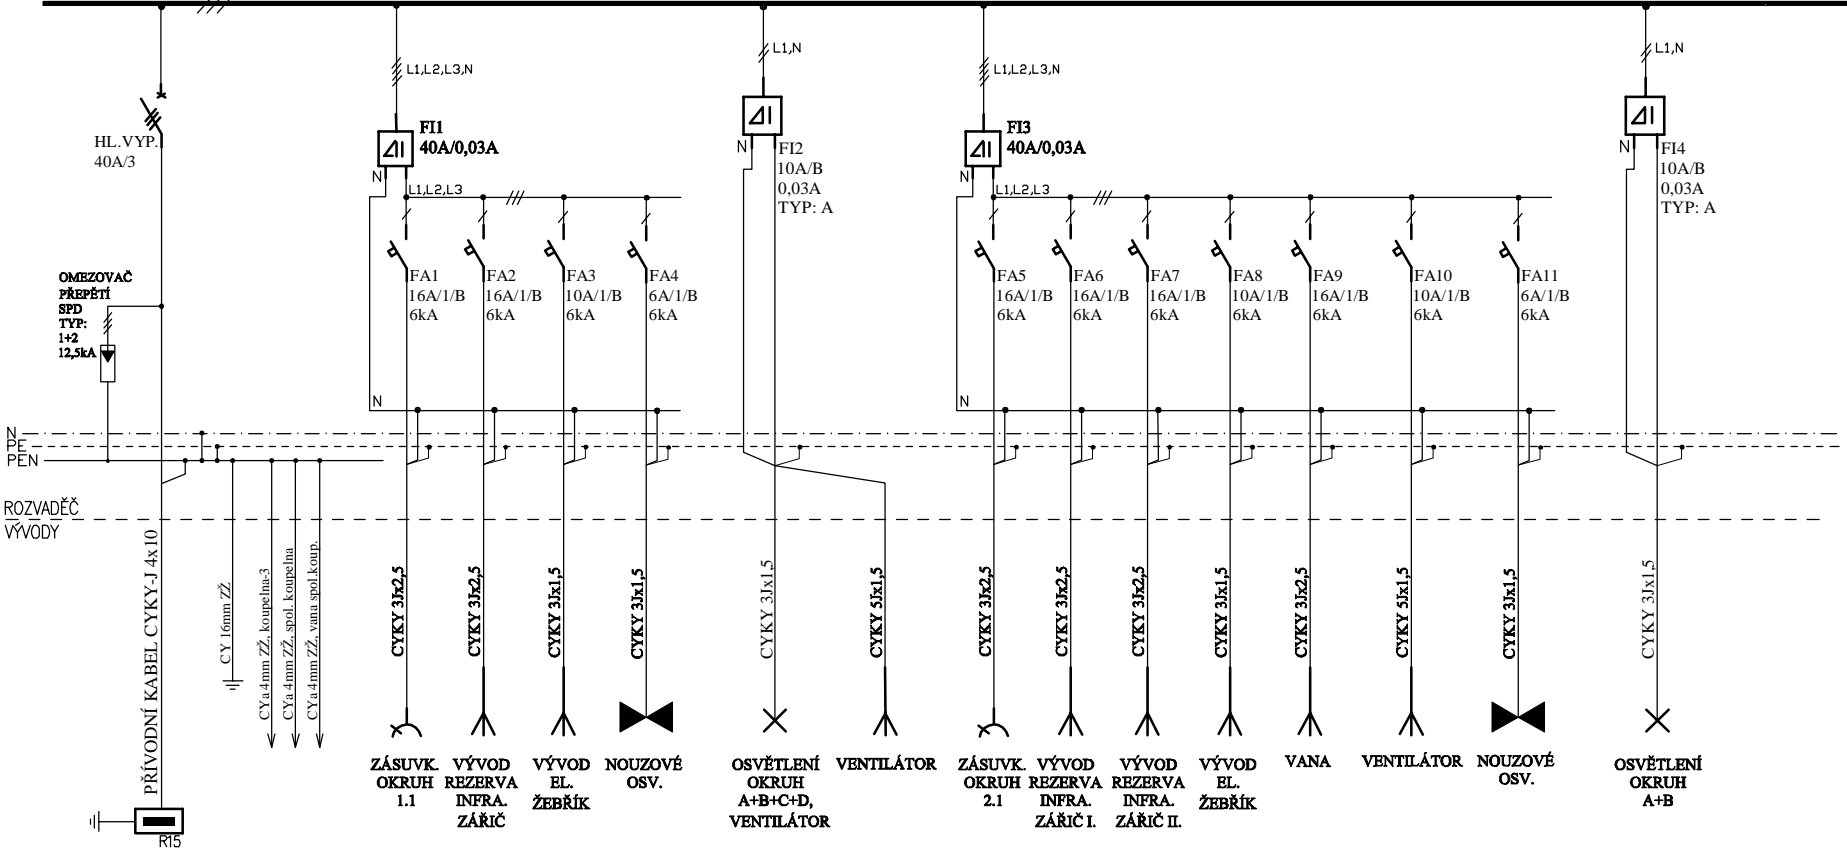 L1,L2,L3,N
L1,N
L1,L2,L3,N
L1,N
HL.VYP.
40A/3
FI1
40A/0,03A
N
L1,L2,L3
N
FI2
10A/B
0,03A
TYP: A
FI3
40A/0,03A
N
L1,L2,L3
N
FI4
10A/B
0,03A
TYP: A
OMEZOVAČ
PŘEPĚTÍ
SPD
TYP:
1+2
12,5kA
FA1
16A/1/B
6kA
FA2
16A/1/B
6kA
FA3
10A/1/B
6kA
FA4
6A/1/B
6kA
FA5
16A/1/B
6kA
FA6
16A/1/B
6kA
FA7
16A/1/B
6kA
FA8
10A/1/B
6kA
FA9
16A/1/B
6kA
FA10
10A/1/B
6kA
FA11
6A/1/B
6kA
N
N
N
PE
PEN
ROZVADĚČ
VÝVODY
PŘÍVODNÍ KABEL CYKY-J 4x10
CY 16mm ZŽ
CYa 4mm ZŽ, koupelna-3
CYa 4mm ZŽ, spol. koupelna
CYa 4mm ZŽ, vana spol.koup.
CYKY 3Jx2,5
CYKY 3Jx2,5
CYKY 3Jx1,5
CYKY 3Jx1,5
CYKY 3Jx1,5
CYKY 5Jx1,5
CYKY 3Jx2,5
CYKY 3Jx2,5
CYKY 3Jx2,5
CYKY 3Jx1,5
CYKY 3Jx2,5
CYKY 5Jx1,5
CYKY 3Jx1,5
CYKY 3Jx1,5
ZÁSUVK.
OKRUH
1.1
VÝVOD
REZERVA
INFRA.
ZÁŘIČ
VÝVOD
EL.
ŽEBŘÍK
NOUZOVÉ
OSV.
OSVĚTLENÍ
OKRUH
A+B+C+D,
VENTILÁTOR
VENTILÁTOR
ZÁSUVK.
OKRUH
2.1
VÝVOD
REZERVA
INFRA.
ZÁŘIČ I.
VÝVOD
REZERVA
INFRA.
ZÁŘIČ II.
VÝVOD
EL.
ŽEBŘÍK
VANA
VENTILÁTOR
NOUZOVÉ
OSV.
OSVĚTLENÍ
OKRUH
A+B
R15